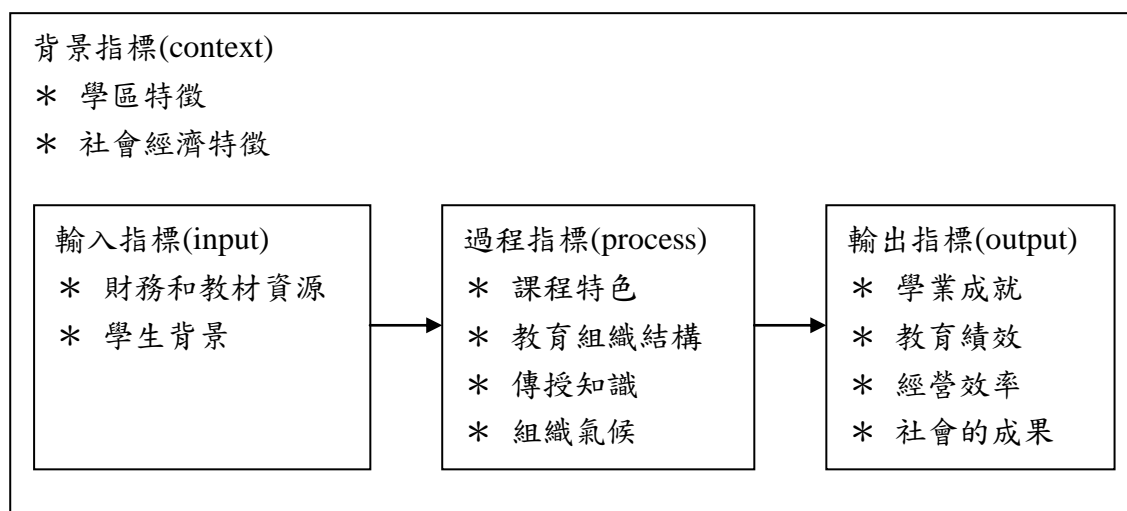 背景指標(context)
＊ 學區特徵
＊ 社會經濟特徵
輸入指標(input)
＊ 財務和教材資源
＊ 學生背景
過程指標(process)
＊ 課程特色
＊ 教育組織結構
＊ 傳授知識
＊ 組織氣候
輸出指標(output)
＊ 學業成就
＊ 教育績效
＊ 經營效率
＊ 社會的成果